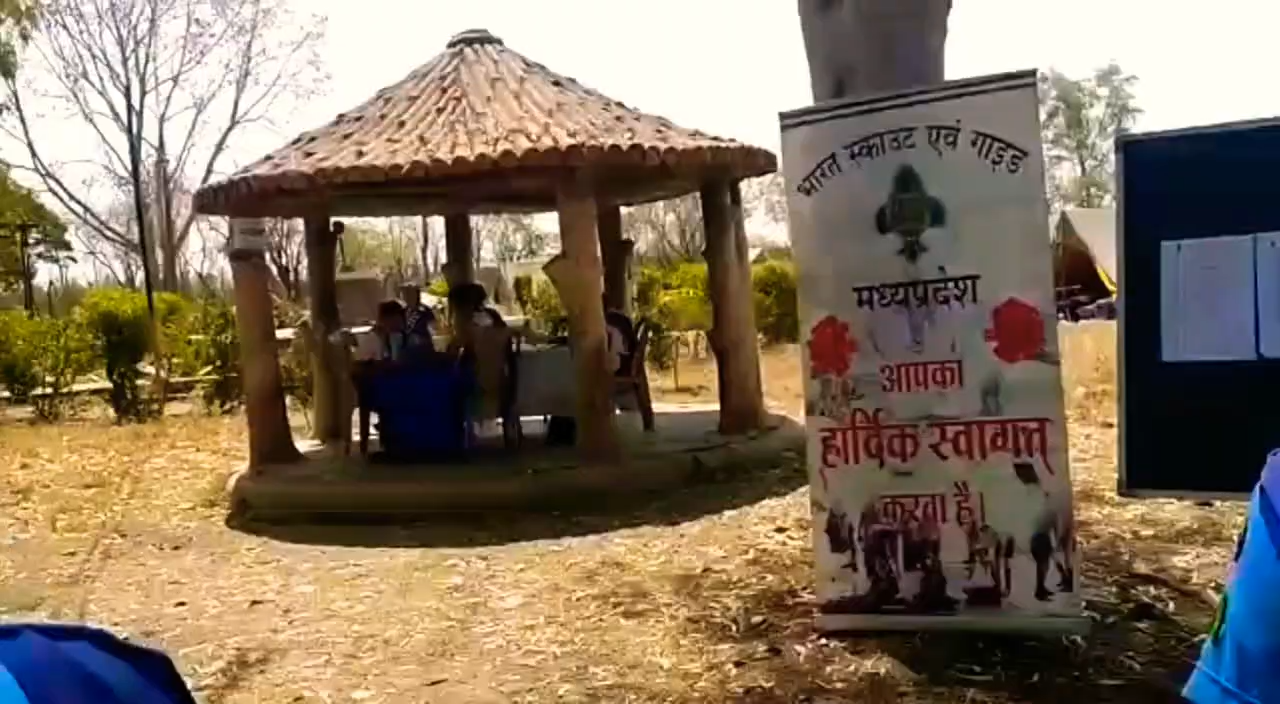 भारत स्काउट एवं गाइड
मध्यप्रदेश
आपका
हार्दिक स्वागत
करता है।